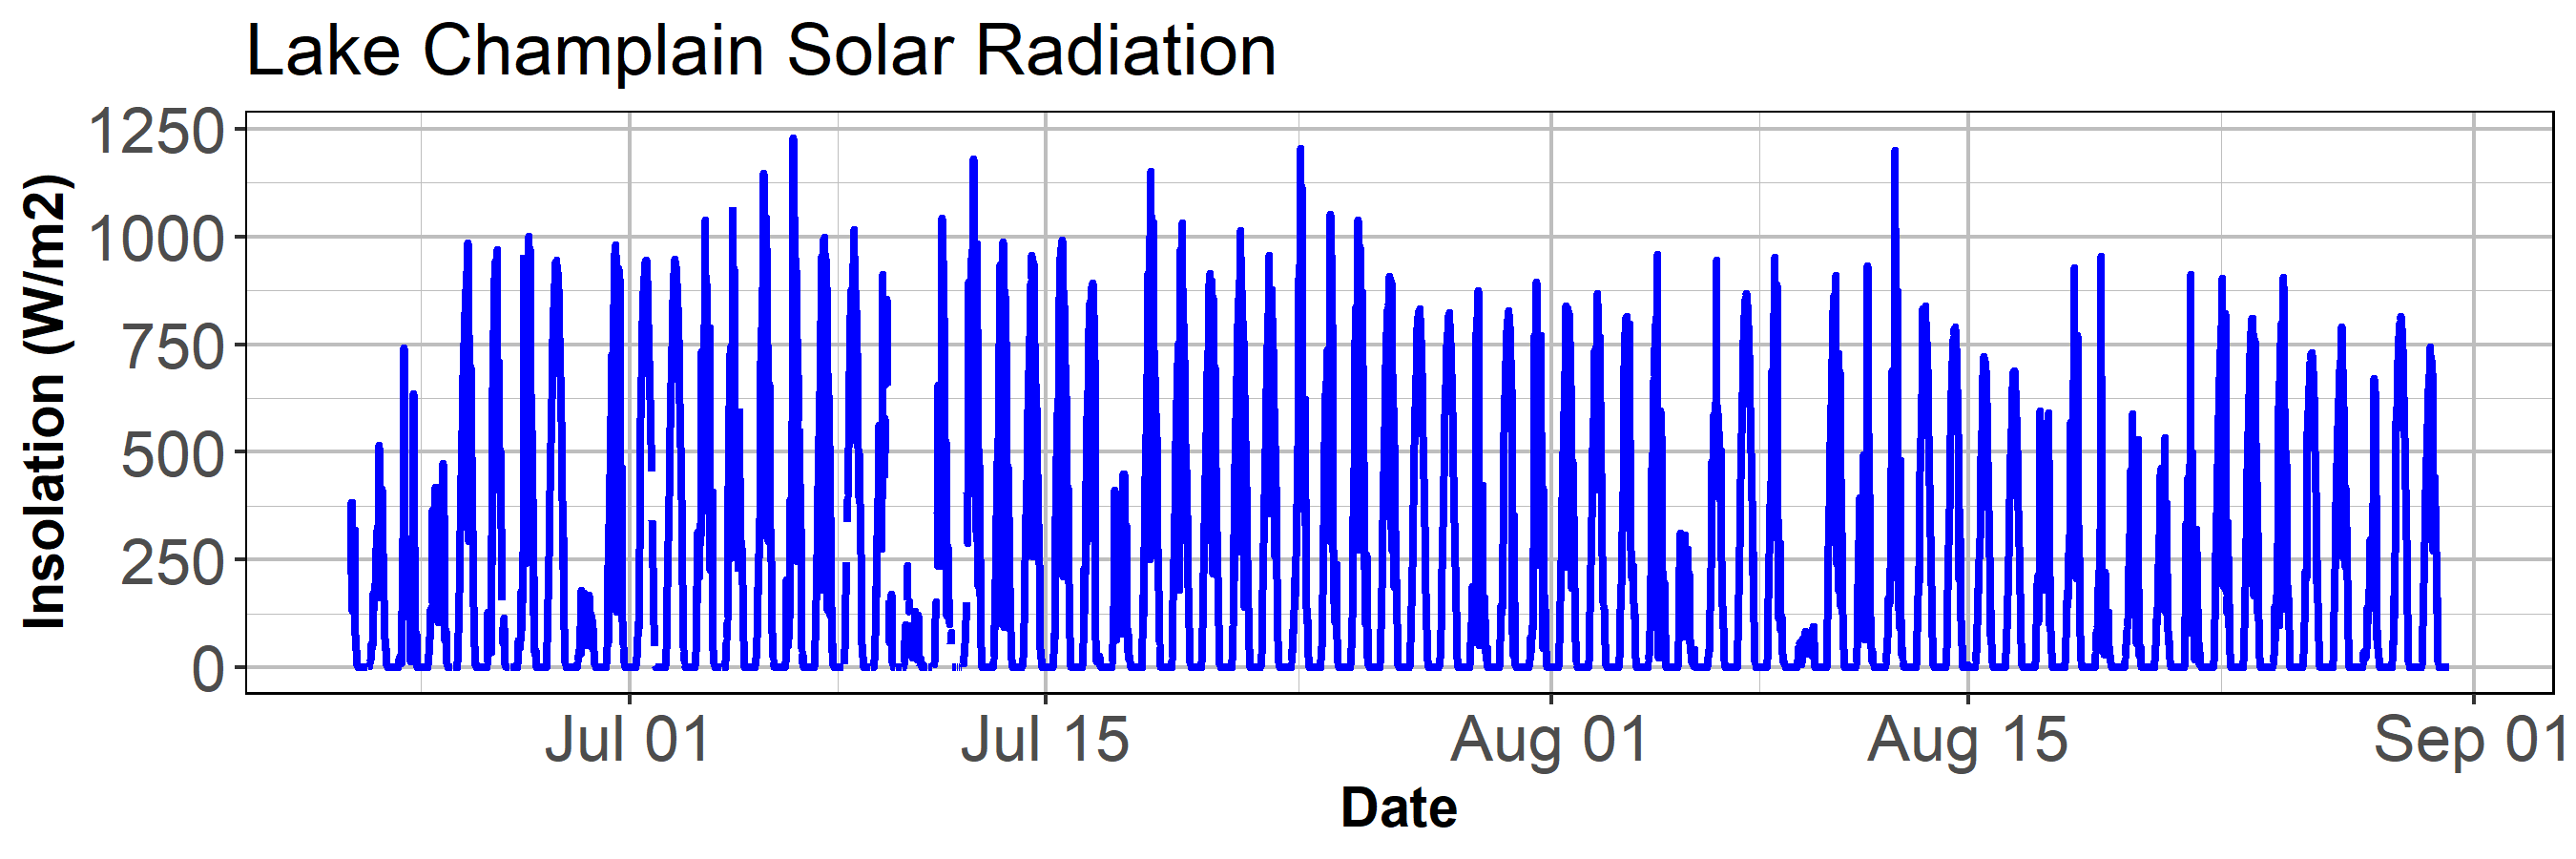 Lake Champlain Solar Radiation
Insolation (W/m2)
1250
1000
750
500
250
0
Jul 01 Jul 15 Aug 01 Aug 15 Sep 01
Date